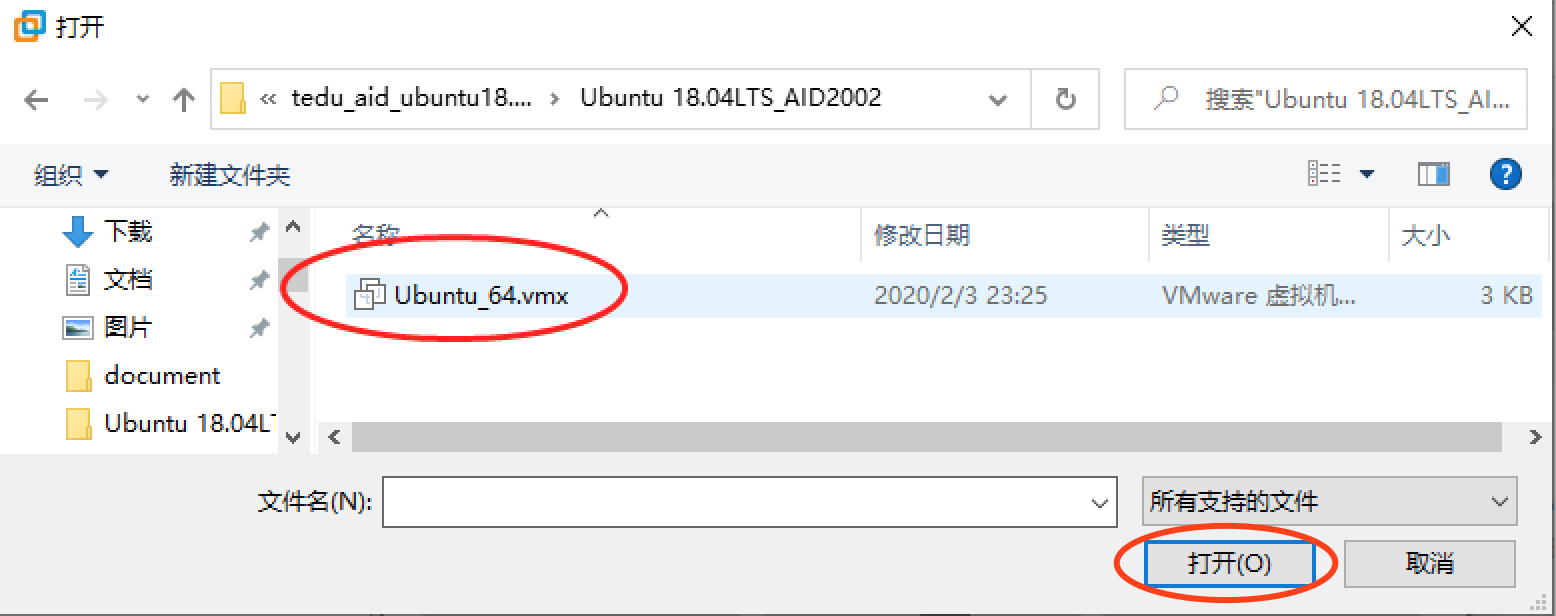 打开
« tedu_aid_ubuntu18.... › Ubuntu 18.04LTS_AID2002
搜索"Ubuntu 18.04LTS_AI...
组织 新建文件夹
名称 修改日期 类型 大小
下载
文档
图片
document
Ubuntu 18.04L
Ubuntu_64.vmx 2020/2/3 23:25 VMware 虚拟机... 3 KB
文件名(N):
所有支持的文件
打开(O) 取消